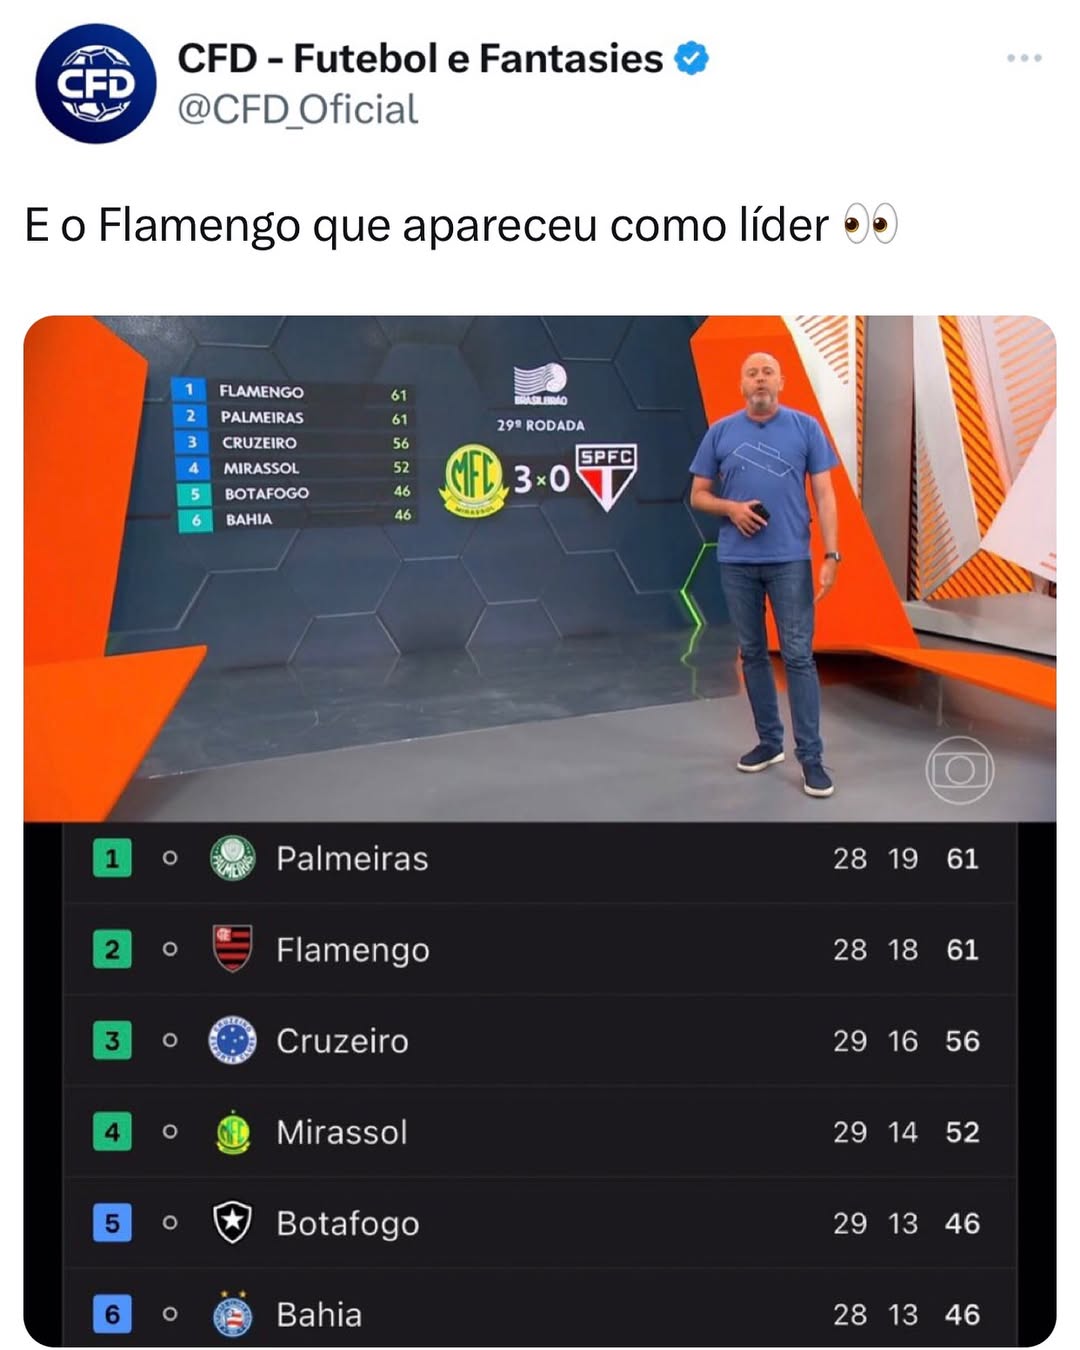 CFD
CFD - Futebol e Fantasies
@CFD_Oficial
E o Flamengo que apareceu como líder 👀
1 FLAMENGO 61
2 PALMEIRAS 61
3 CRUZEIRO 56
4 MIRASSOL 52
5 BOTAFOGO 46
6 BAHIA 46
BRASILEIRÃO
29ª RODADA
MFC
MIRASSOL
3×0
SPFC
1 Palmeiras 28 19 61
2 Flamengo 28 18 61
3 Cruzeiro 29 16 56
4 Mirassol 29 14 52
5 Botafogo 29 13 46
6 Bahia 28 13 46